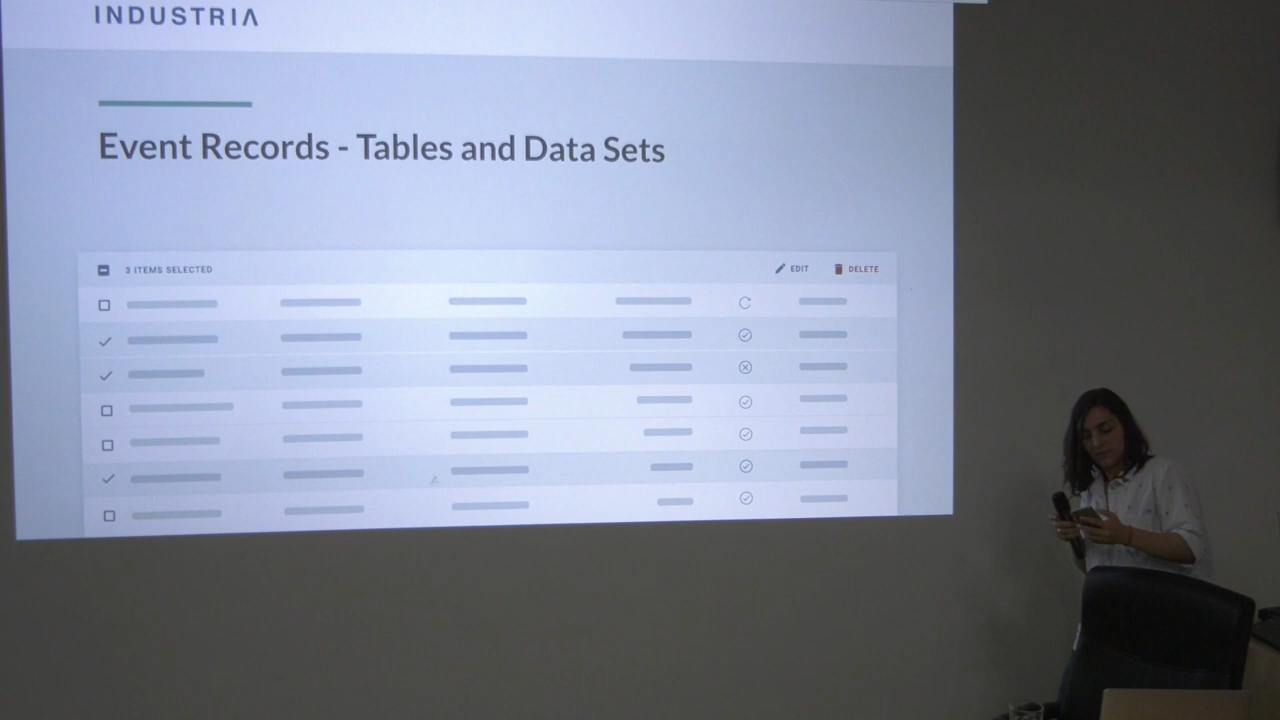 INDUSTRIA
Event Records - Tables and Data Sets
3 ITEMS SELECTED
EDIT
DELETE